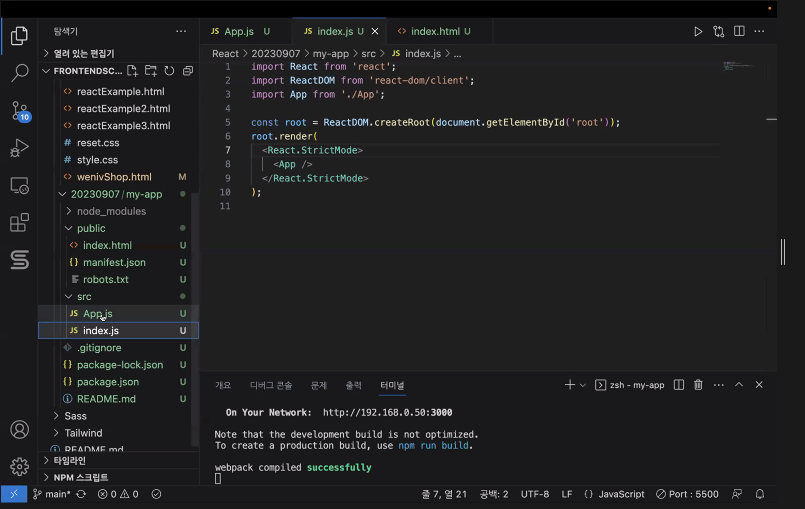 탐색기 ···
열려 있는 편집기
FRONTENDSC...
reactExample.html
reactExample2.html
reactExample3.html
# reset.css
# style.css
wenivShop.html M
20230907/my-app
node_modules
public
index.html U
{} manifest.json U
robots.txt U
src
JS App.js U
JS index.js U
.gitignore U
{} package-lock.json U
{} package.json U
README.md U
Sass
Tailwind
README.md
타임라인
NPM 스크립트
10
JS App.js U
JS index.js U
<> index.html U
React > 20230907 > my-app > src > JS index.js > ...
1 import React from 'react';
2 import ReactDOM from 'react-dom/client';
3 import App from './App';
4
5 const root = ReactDOM.createRoot(document.getElementById('root'));
6 root.render(
7 <React.StrictMode>
8 <App />
9 </React.StrictMode>
10 );
11
개요 디버그 콘솔 문제 출력 터미널
zsh - my-app
On Your Network: http://192.168.0.50:3000
Note that the development build is not optimized.
To create a production build, use npm run build.
webpack compiled successfully
main* 0 0
줄 7, 열 21 공백: 2 UTF-8 LF {} JavaScript Port : 5500